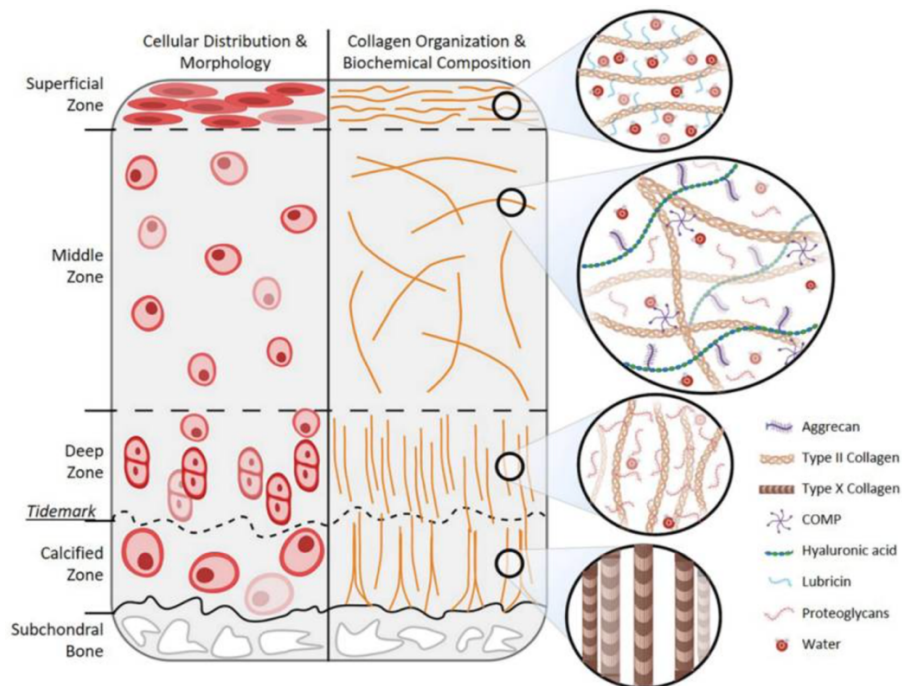 Cellular Distribution &
Morphology
Collagen Organization &
Biochemical Composition
Superficial
Zone
Middle
Zone
Deep
Zone
Tidemark
Calcified
Zone
Subchondral
Bone
Aggrecan
Type II Collagen
Type X Collagen
COMP
Hyaluronic acid
Lubricin
Proteoglycans
Water